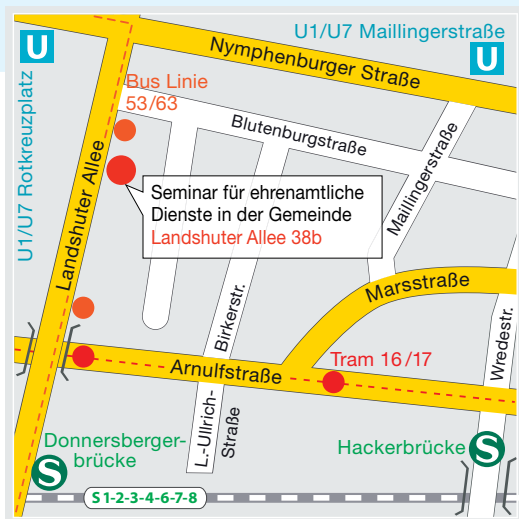 U1/U7 Maillingerstraße
U
U
Nymphenburger Straße
Bus Linie
53/63
Blutenburgstraße
U1/U7 Rotkreuzplatz
Landshuter Allee
Maillingerstraße
Seminar für ehrenamtliche
Dienste in der Gemeinde
Landshuter Allee 38b
Marsstraße
Birkerstr.
Wredestr.
Arnulfstraße
Tram 16/17
L.-Ullrich-
Straße
Donnersberger-
brücke
S
Hackerbrücke
S
S1-2-3-4-6-7-8